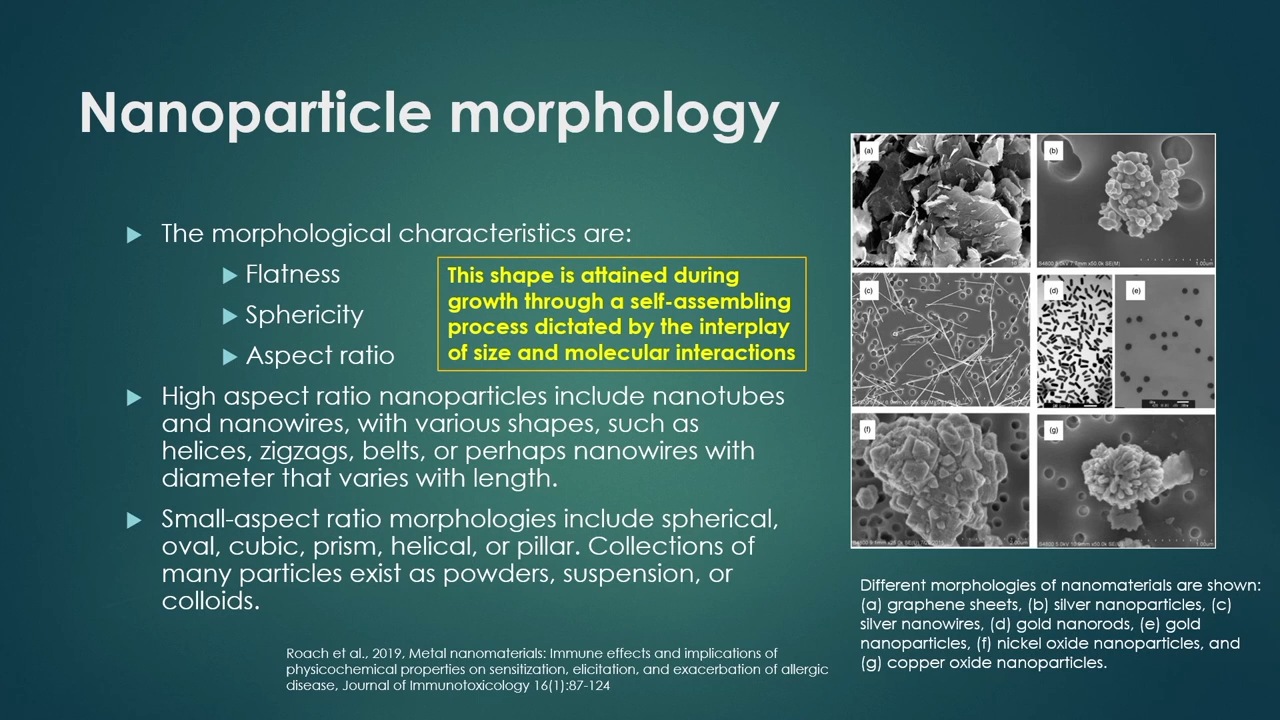 Nanoparticle morphology
The morphological characteristics are:
Flatness
Sphericity
Aspect ratio
This shape is attained during
growth through a self-assembling
process dictated by the interplay
of size and molecular interactions
High aspect ratio nanoparticles include nanotubes
and nanowires, with various shapes, such as
helices, zigzags, belts, or perhaps nanowires with
diameter that varies with length.
Small-aspect ratio morphologies include spherical,
oval, cubic, prism, helical, or pillar. Collections of
many particles exist as powders, suspension, or
colloids.
Roach et al., 2019, Metal nanomaterials: Immune effects and implications of
physicochemical properties on sensitization, elicitation, and exacerbation of allergic
disease, Journal of Immunotoxicology 16(1):87-124
(a)
(b)
(c)
(d)
(e)
(f)
(g)
Different morphologies of nanomaterials are shown:
(a) graphene sheets, (b) silver nanoparticles, (c)
silver nanowires, (d) gold nanorods, (e) gold
nanoparticles, (f) nickel oxide nanoparticles, and
(g) copper oxide nanoparticles.